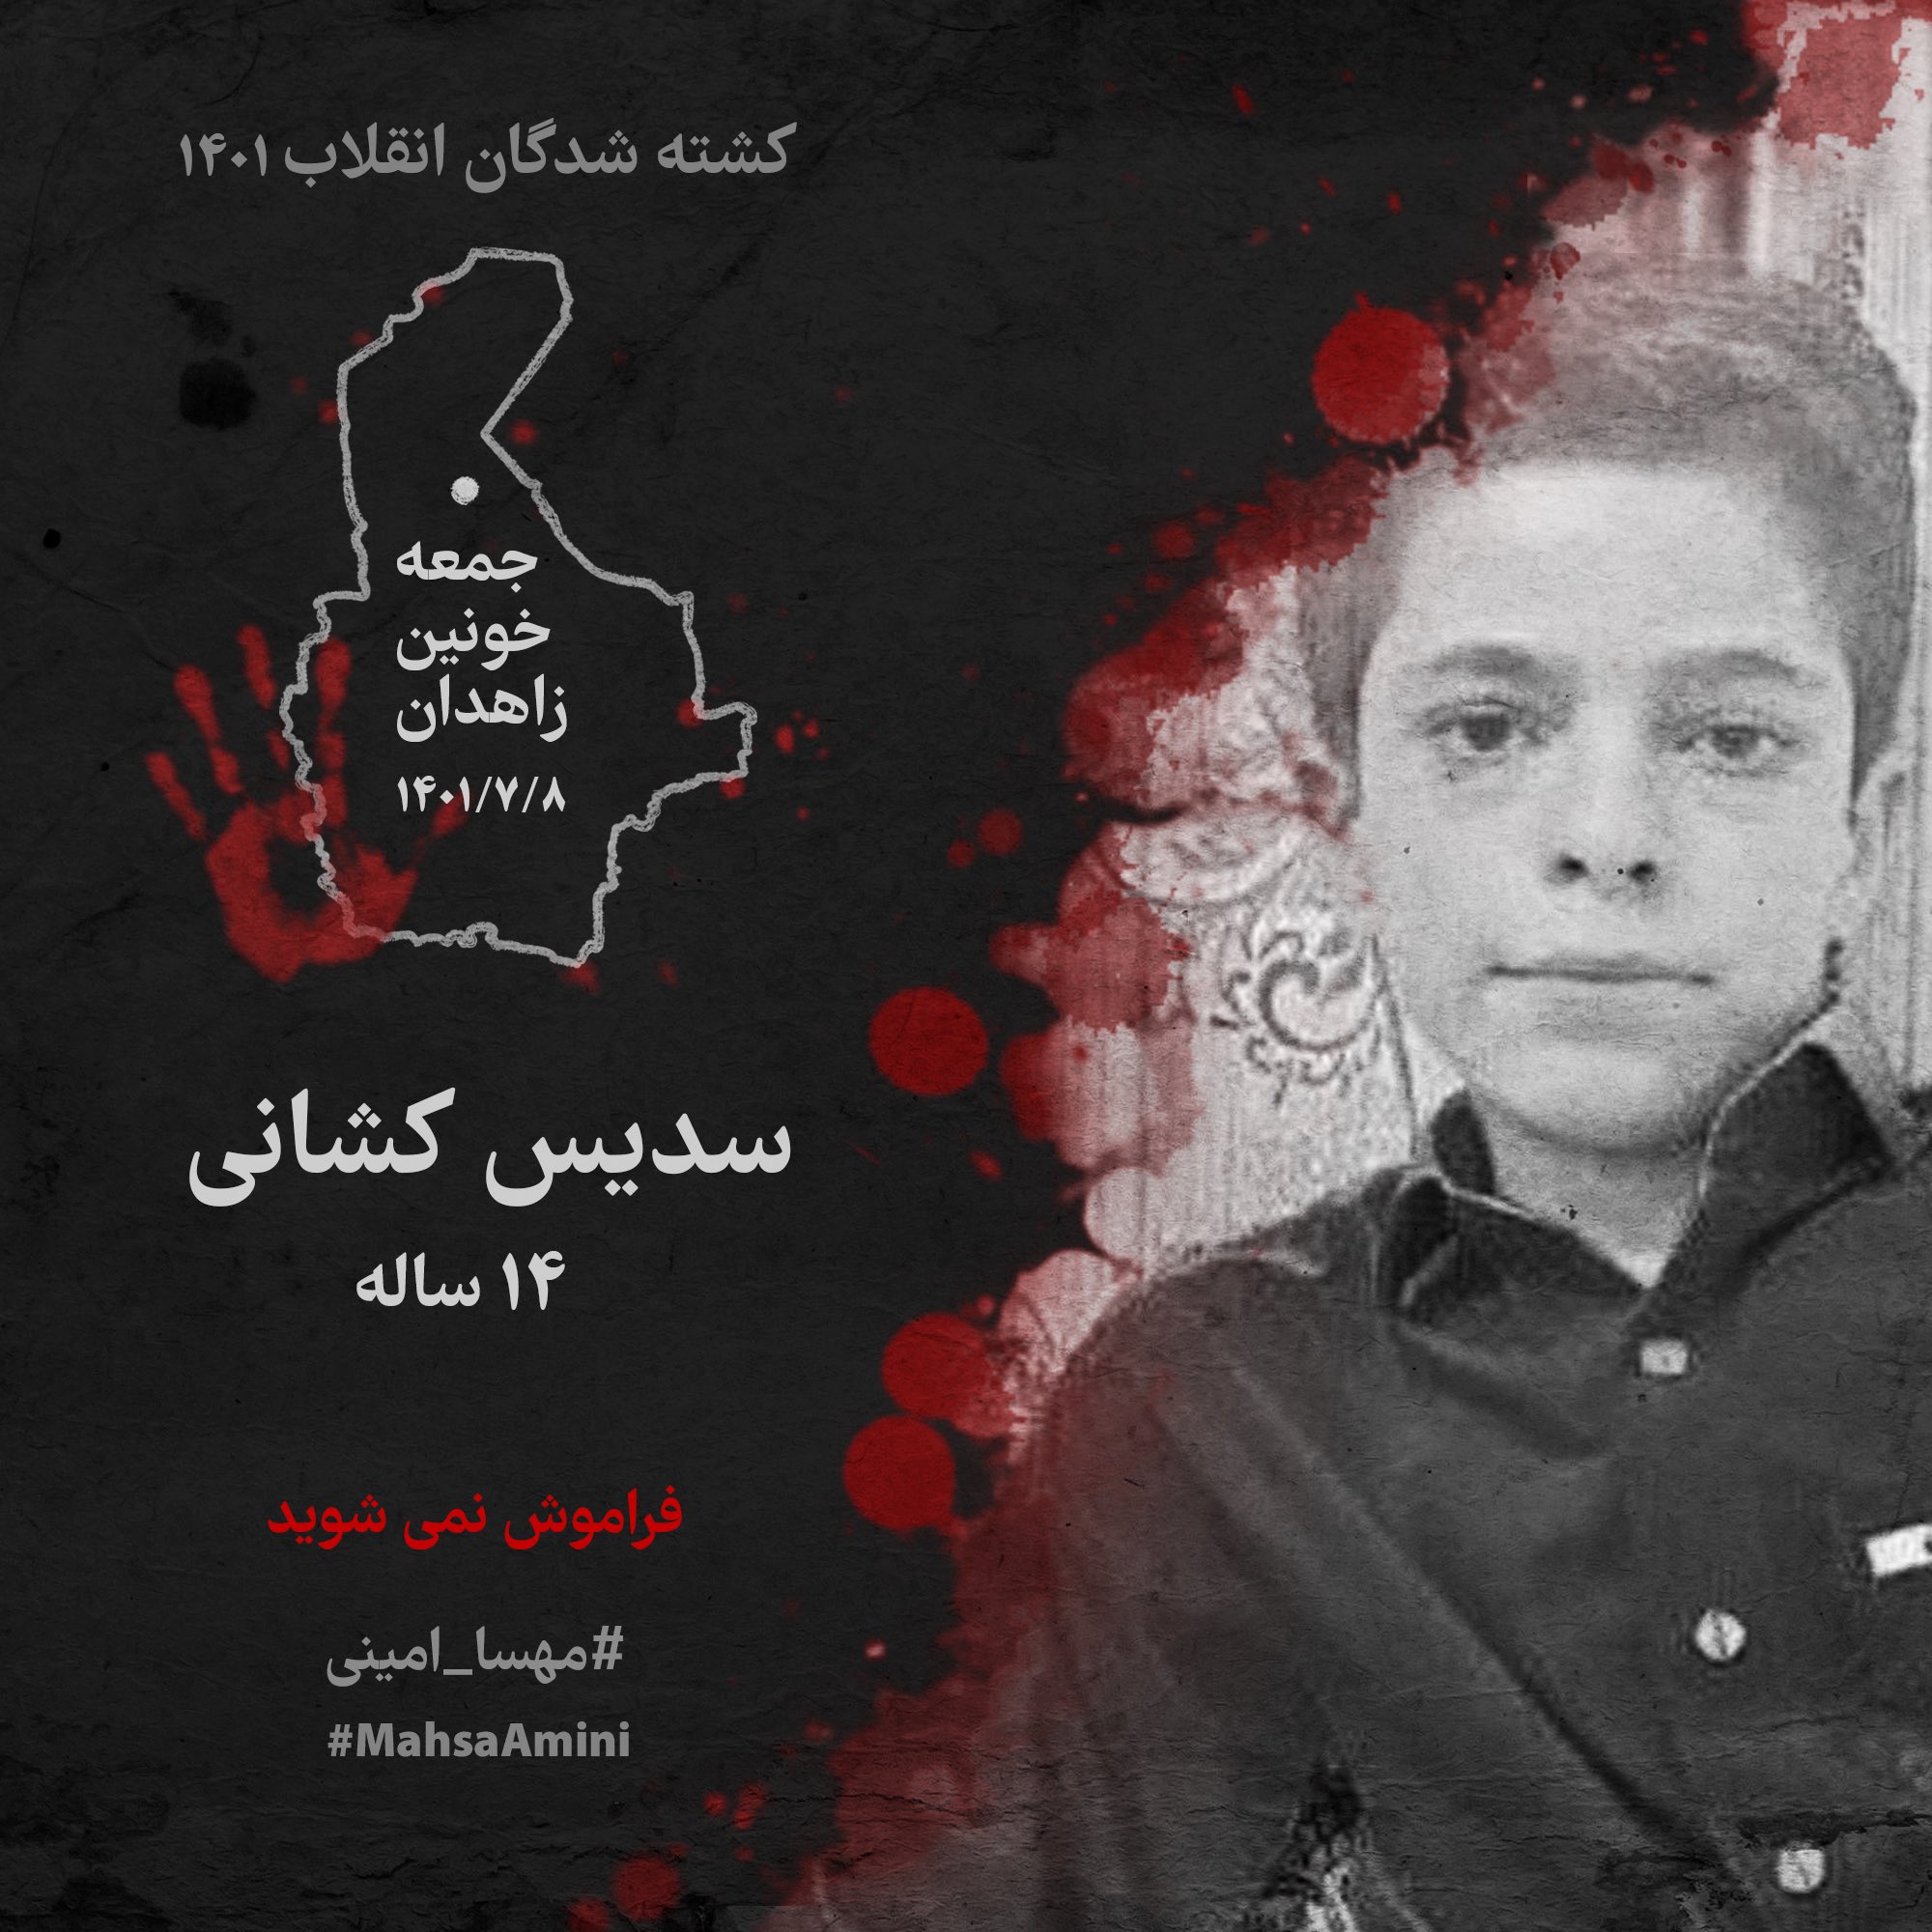 کشته شدگان انقلاب ۱۴۰۱
جمعه
خونین
زاهدان
۱۴۰۱/۷/۸
سدیس کشانی
۱۴ ساله
فراموش نمی شوید
#مهسا_امینی
#MahsaAmini